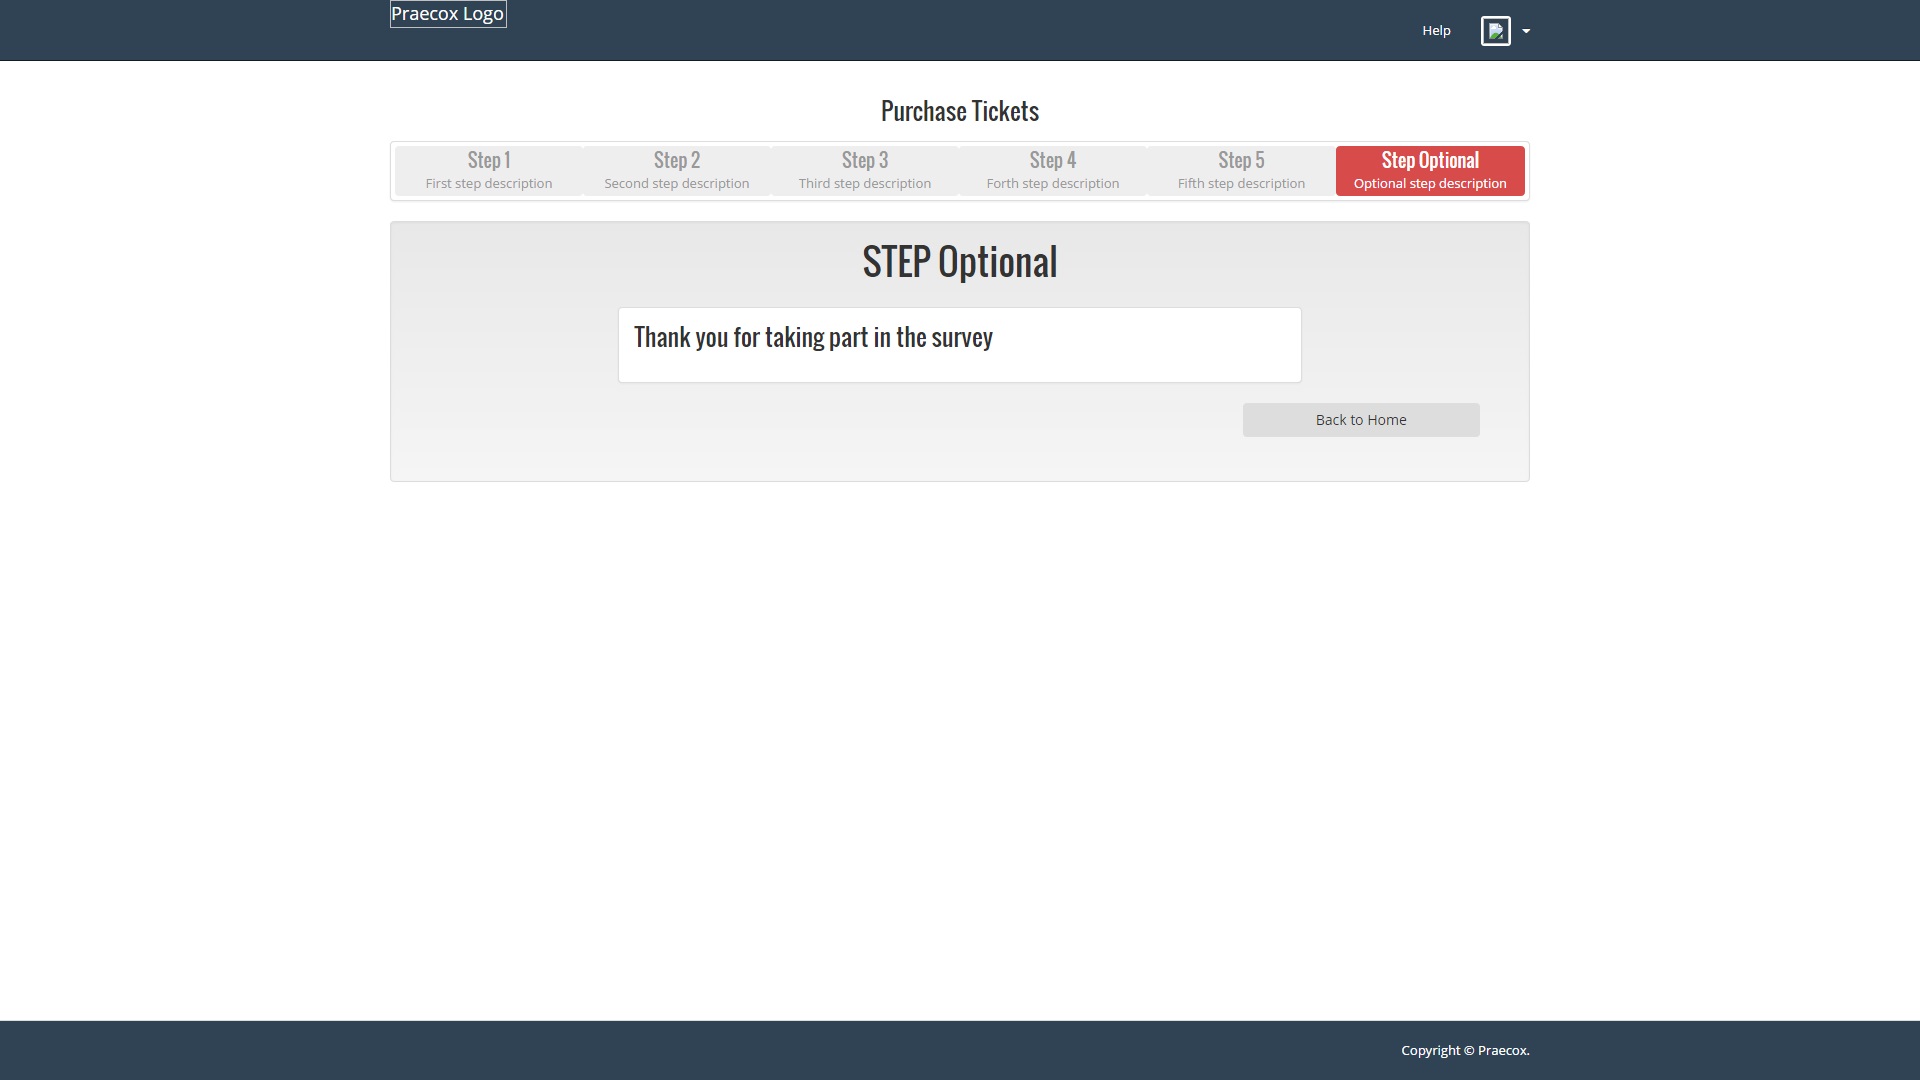 Praecox Logo
Help
Purchase Tickets
Step 1
First step description
Step 2
Second step description
Step 3
Third step description
Step 4
Forth step description
Step 5
Fifth step description
Step Optional
Optional step description
STEP Optional
Thank you for taking part in the survey
Back to Home
Copyright © Praecox.